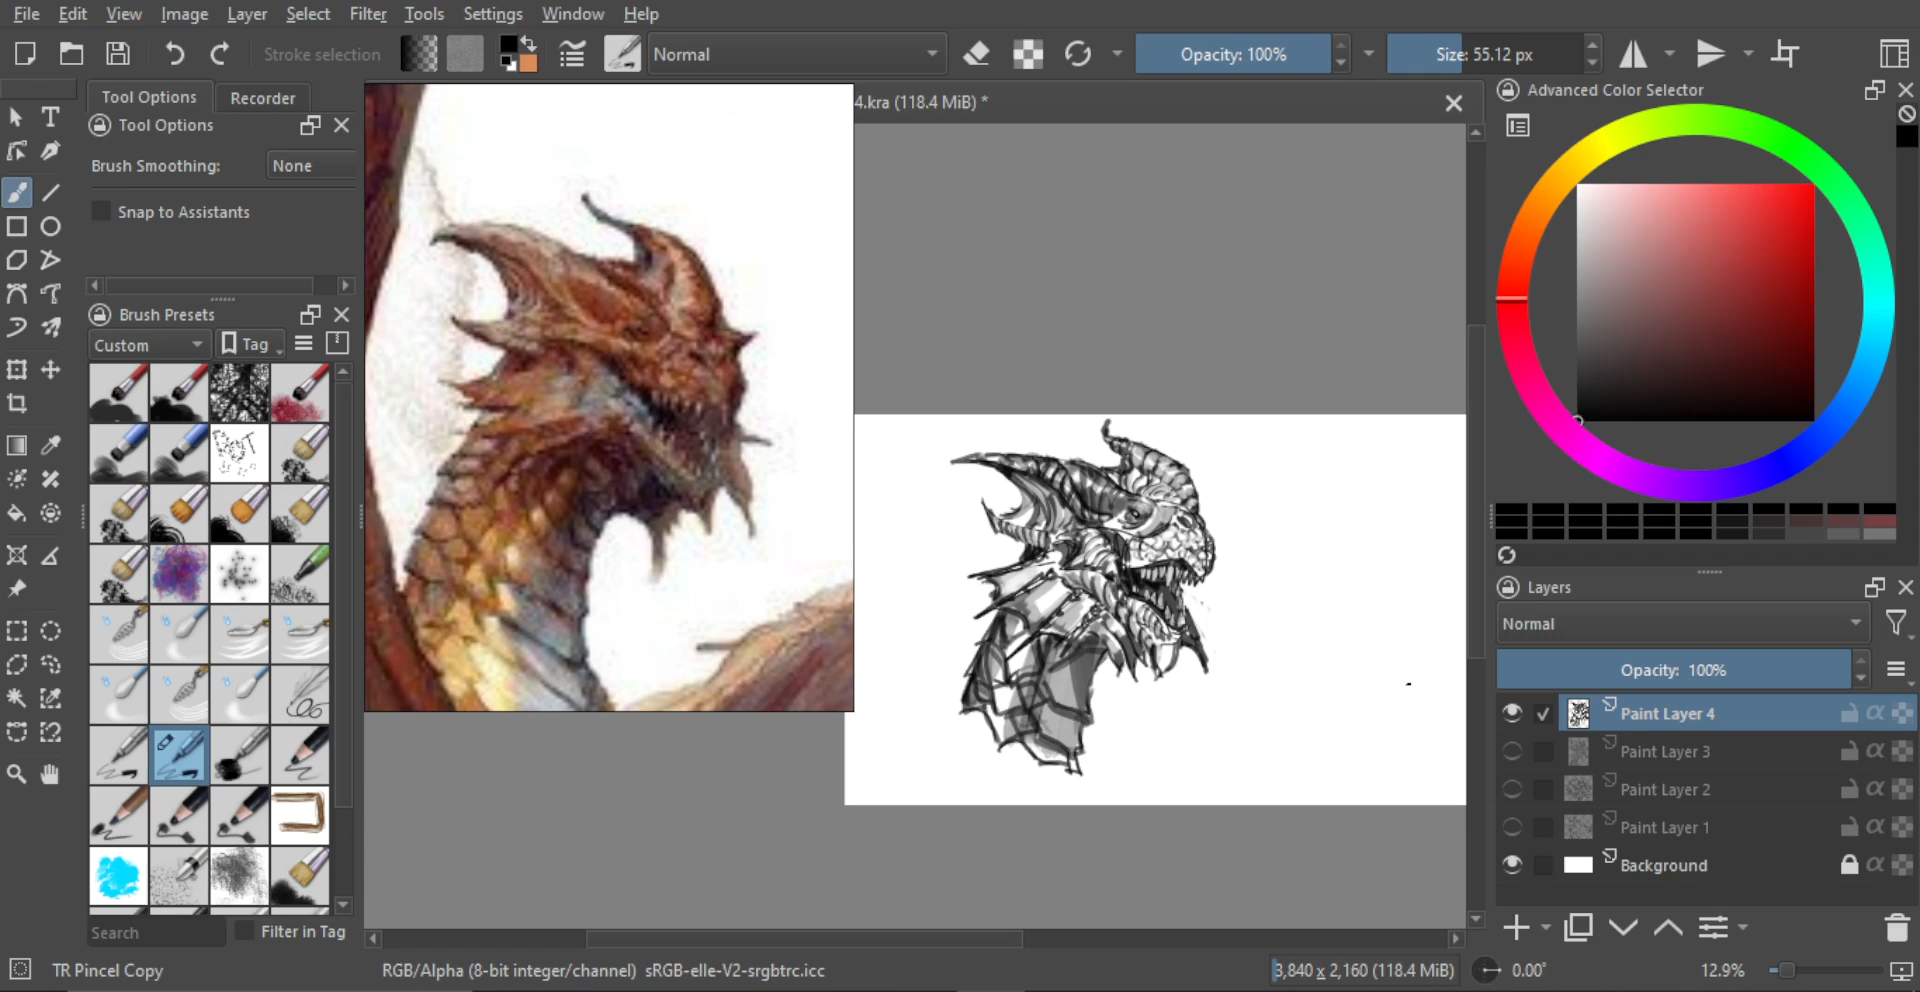 File Edit View Image Layer Select Filter Tools Settings Window Help
Stroke selection
Normal
Opacity: 100%
Size: 55.12 px
Tool Options
Recorder
Tool Options
Brush Smoothing:
None
Snap to Assistants
Brush Presets
Custom
Tag
Search
Filter in Tag
4.kra (118.4 MiB) *
Advanced Color Selector
Layers
Normal
Opacity: 100%
Paint Layer 4
Paint Layer 3
Paint Layer 2
Paint Layer 1
Background
TR Pincel Copy
RGB/Alpha (8-bit integer/channel) sRGB-elle-V2-srgbtrc.icc
3,840 x 2,160 (118.4 MiB)
0.00°
12.9%